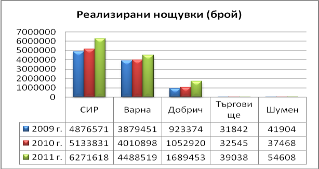 Реализирани нощувки (брой)
7000000
6000000
5000000
4000000
3000000
2000000
1000000
0
СИР Варна Добрич Търгови
ще Шумен
2009 г. 4876571 3879451 923374 31842 41904
2010 г. 5133831 4010898 1052920 32545 37468
2011 г. 6271618 4488519 1689453 39038 54608